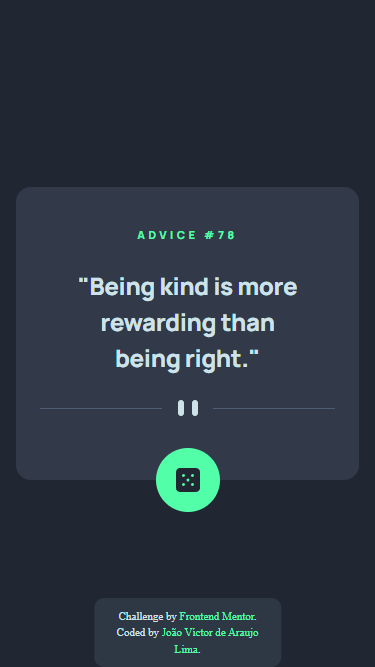 ADVICE #78
"Being kind is more
rewarding than
being right."
Challenge by Frontend Mentor.
Coded by João Victor de Araujo
Lima.